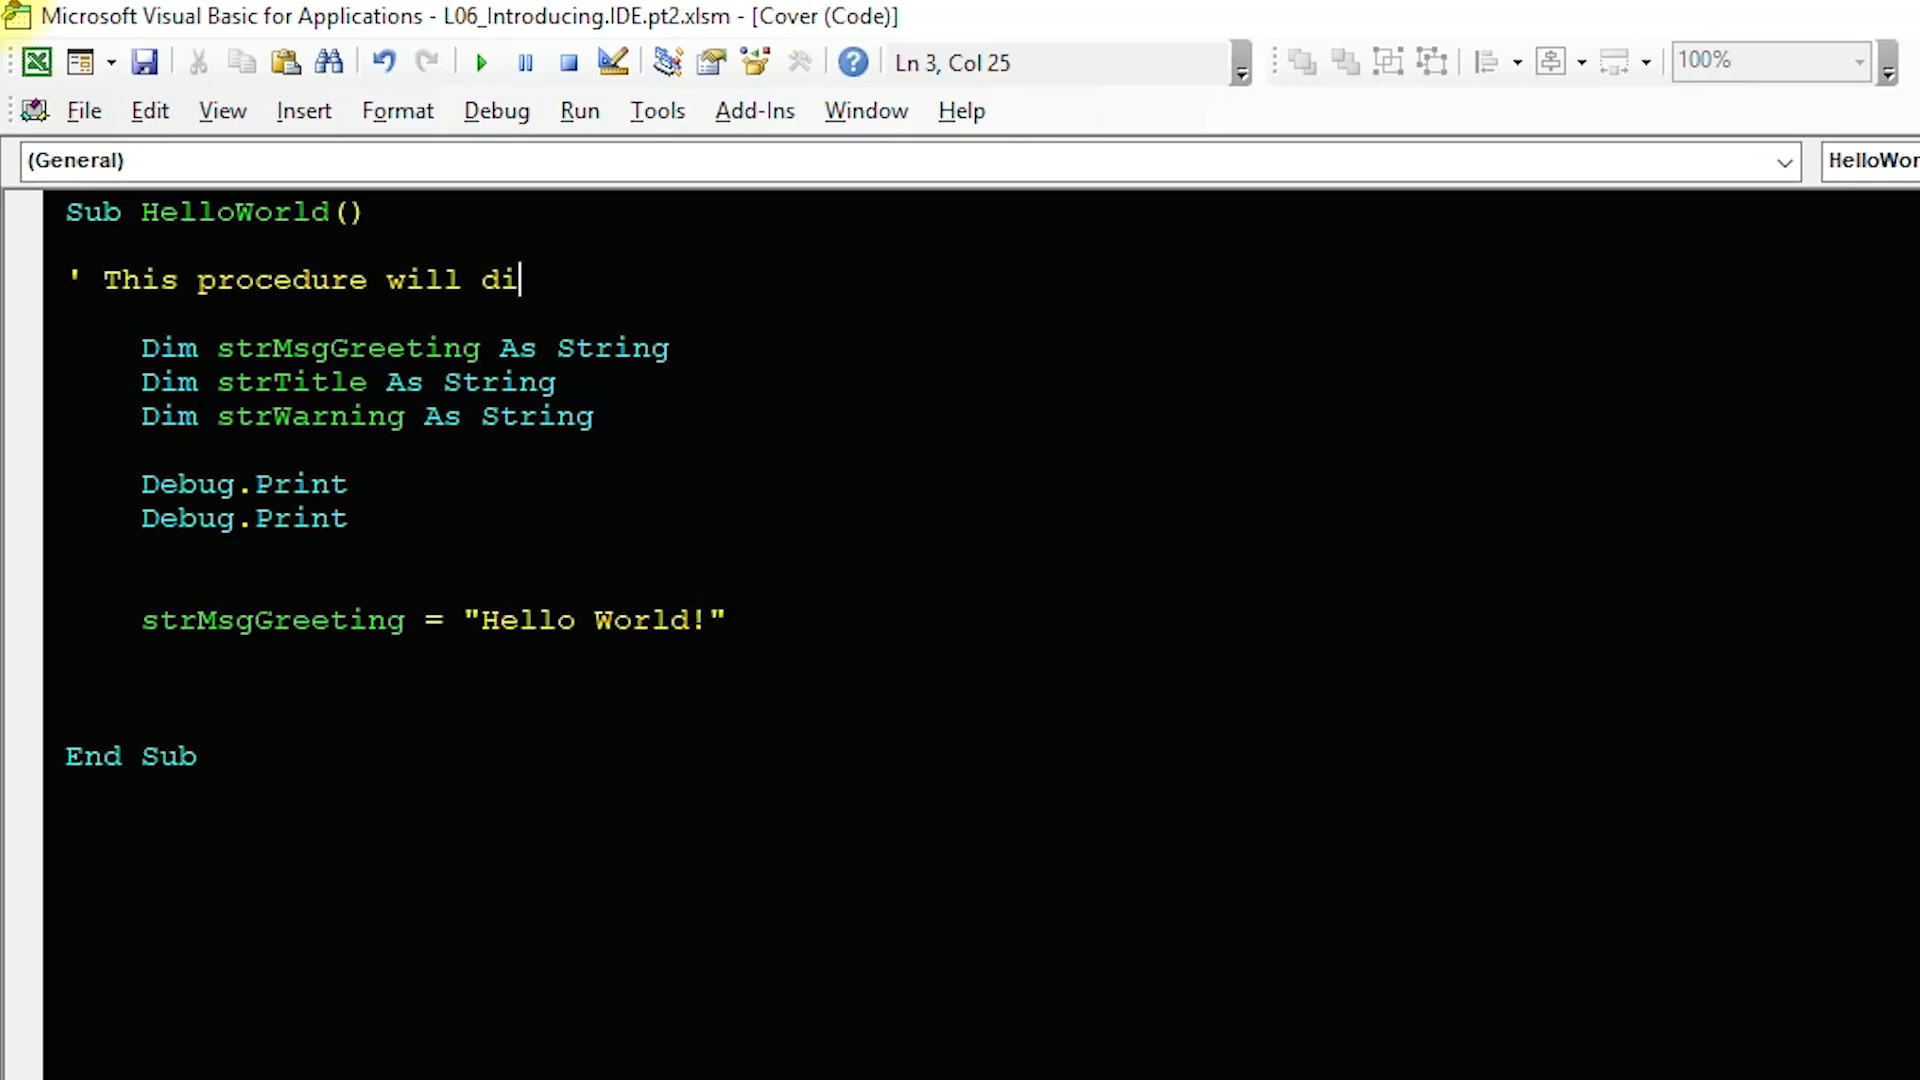 Microsoft Visual Basic for Applications - L06_Introducing.IDE.pt2.xlsm - [Cover (Code)]
Ln 3, Col 25
100%
File Edit View Insert Format Debug Run Tools Add-Ins Window Help
(General)
HelloWor
Sub HelloWorld()
' This procedure will di
Dim strMsgGreeting As String
Dim strTitle As String
Dim strWarning As String
Debug.Print
Debug.Print
strMsgGreeting = "Hello World!"
End Sub